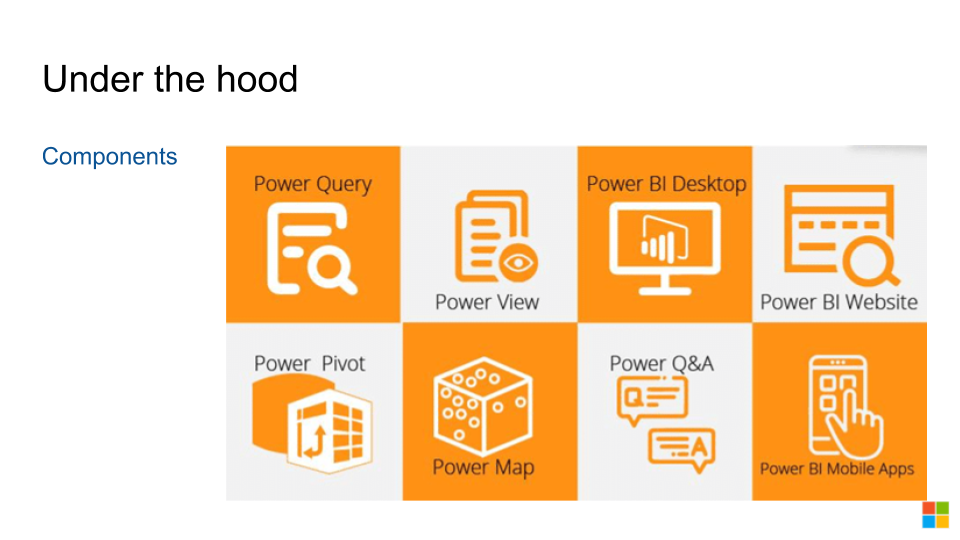 Under the hood
Components
Power Query
Power View
Power BI Desktop
Power BI Website
Power Pivot
Power Map
Power Q&A
Q
A
Power BI Mobile Apps